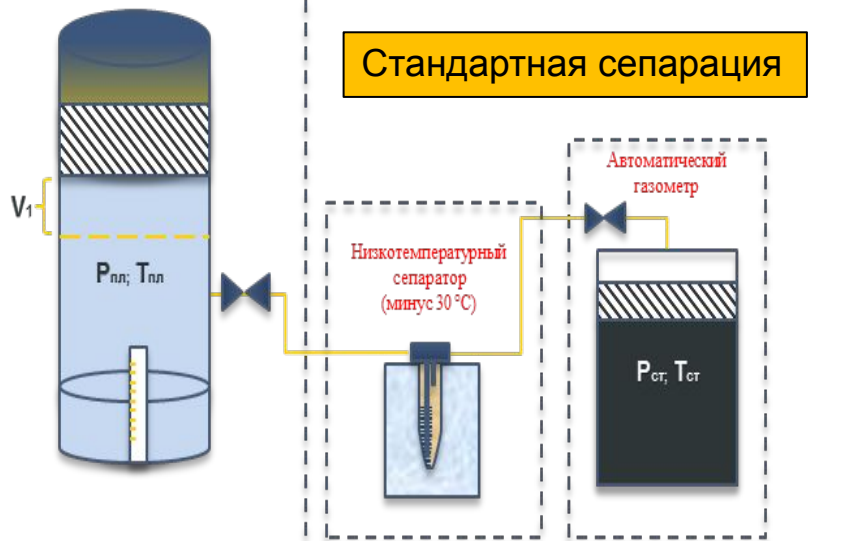 Стандартная сепарация
Автоматический
газометр
V₁
Низкотемпературный
сепаратор
(минус 30 °C)
Pпл; Tпл
Pст; Tст